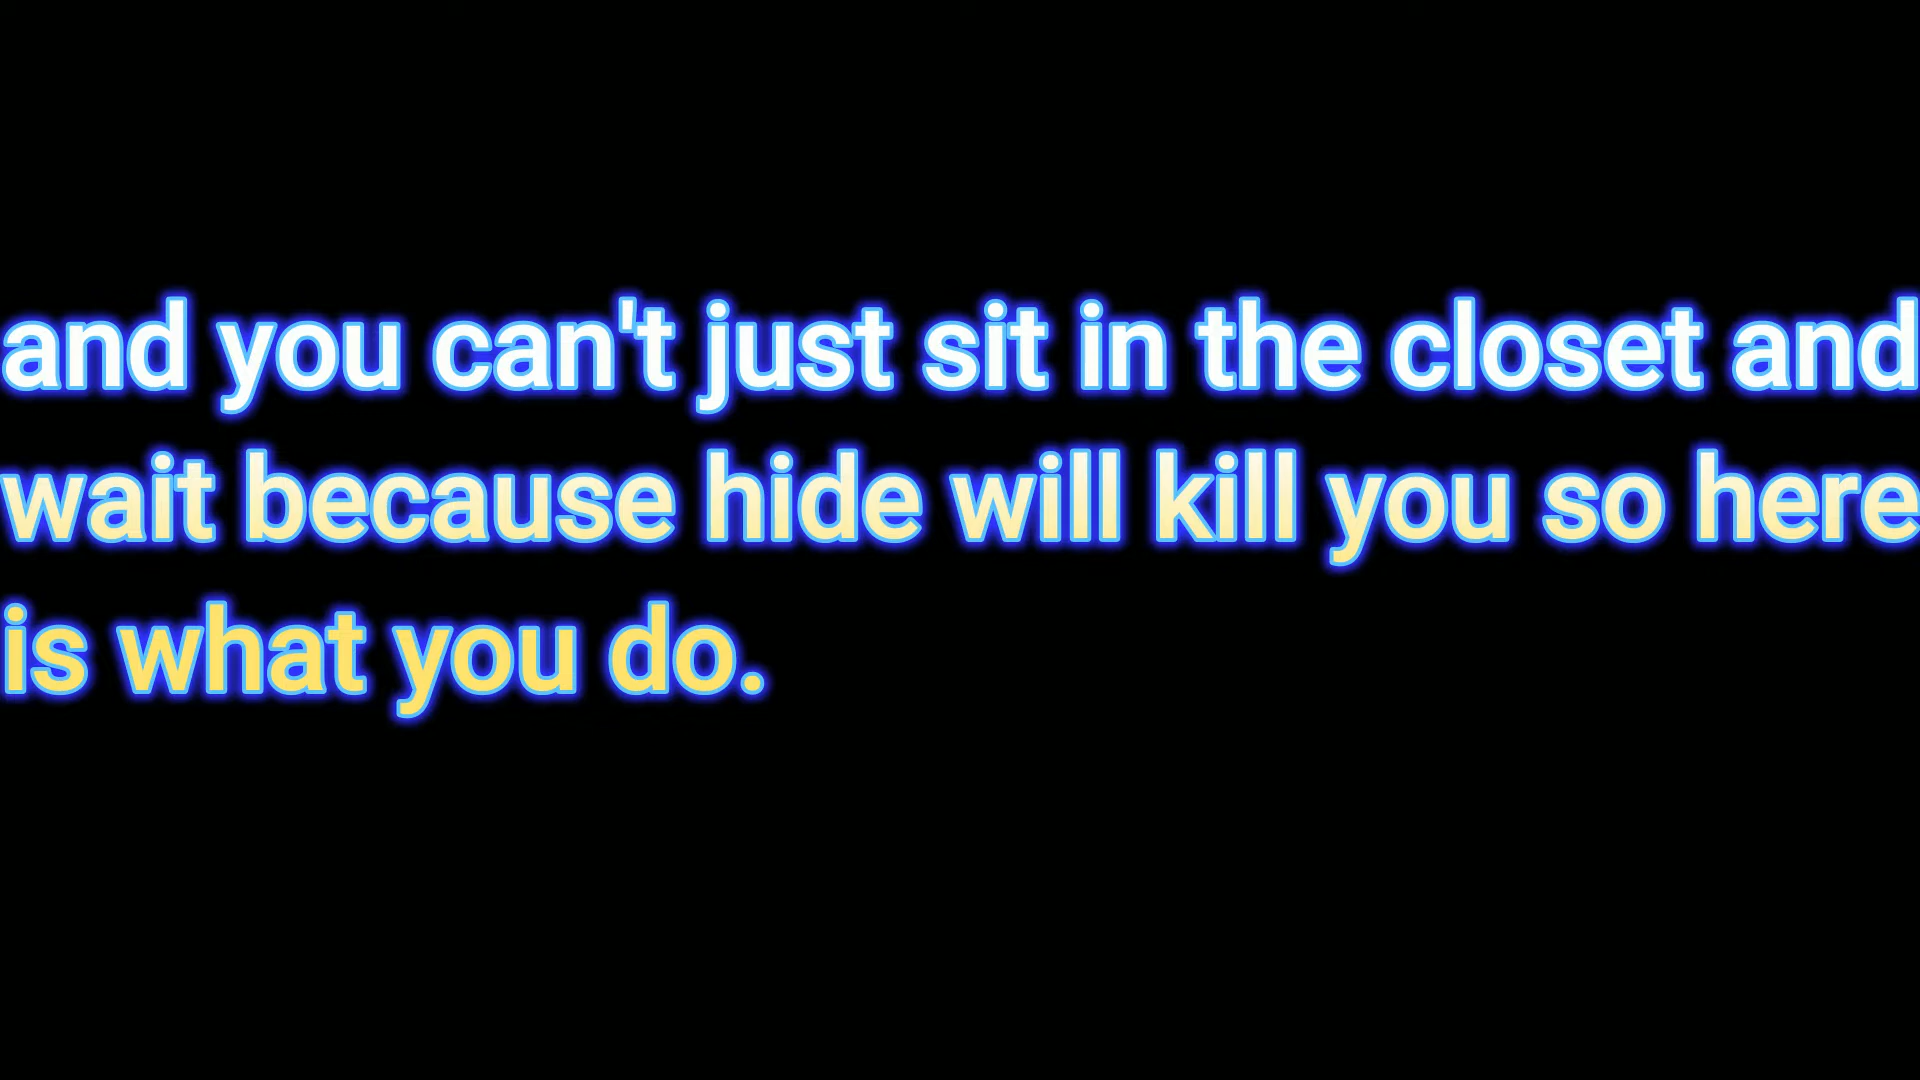 and you can't just sit in the closet and
wait because hide will kill you so here
is what you do.